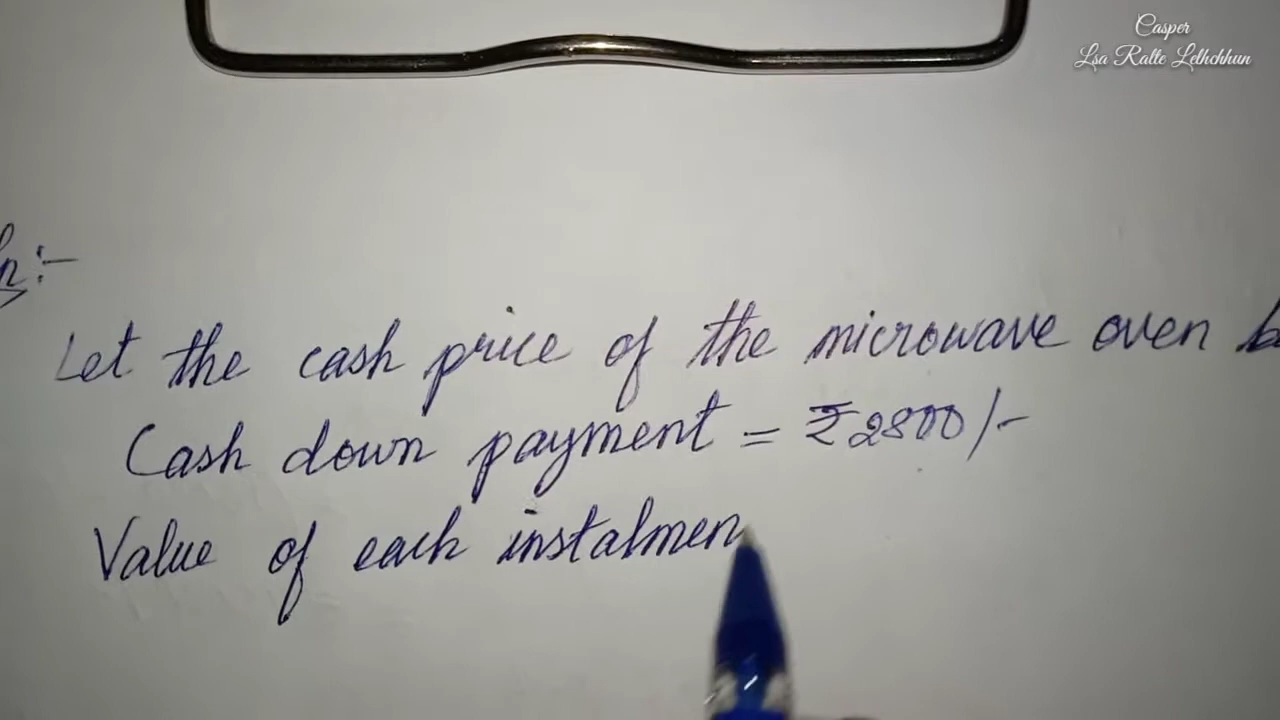 Casper
Lsa Ralte Lelhchhun
Let the cash price of the microwave oven
Cash down payment = ₹2800/-
Value of each instalmen